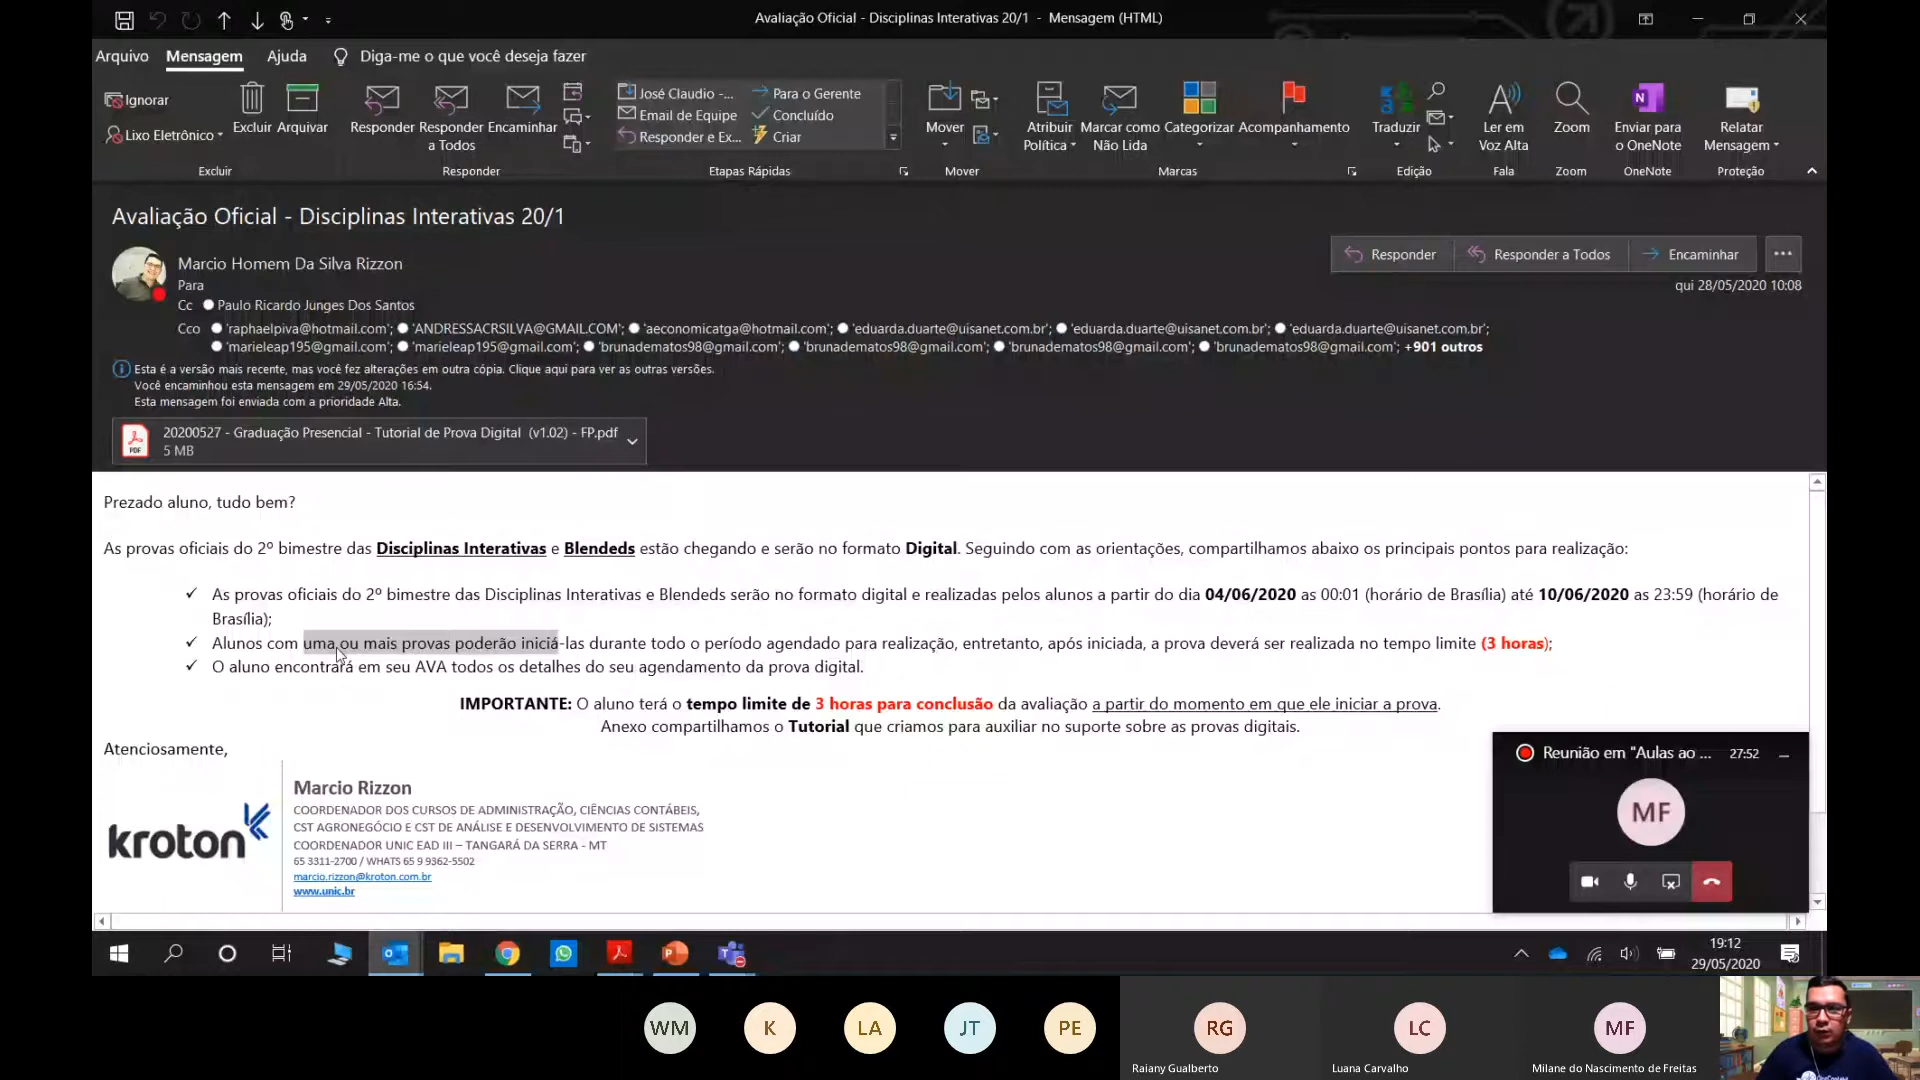 Avaliação Oficial - Disciplinas Interativas 20/1 - Mensagem (HTML)
Arquivo Mensagem Ajuda Diga-me o que você deseja fazer
Ignorar
Lixo Eletrônico
Excluir
Arquivar
Responder
Responder a Todos
Encaminhar
José Claudio -...
Email de Equipe
Responder e Ex...
Para o Gerente
Concluído
Criar
Mover
Atribuir Política
Marcar como Não Lida
Categorizar
Acompanhamento
Traduzir
Ler em Voz Alta
Zoom
Enviar para o OneNote
Relatar Mensagem
Excluir Responder Etapas Rápidas Mover Marcas Edição Fala Zoom OneNote Proteção
Avaliação Oficial - Disciplinas Interativas 20/1
Marcio Homem Da Silva Rizzon
Responder Responder a Todos Encaminhar
qui 28/05/2020 10:08
Para
Cc Paulo Ricardo Junges Dos Santos
Cco 'raphaelpiva@hotmail.com'; 'ANDRESSACRSILVA@GMAIL.COM'; 'aeconomicatga@hotmail.com'; 'eduarda.duarte@uisanet.com.br'; 'eduarda.duarte@uisanet.com.br'; 'eduarda.duarte@uisanet.com.br';
'marieleap195@gmail.com'; 'marieleap195@gmail.com'; 'brunadematos98@gmail.com'; 'brunadematos98@gmail.com'; 'brunadematos98@gmail.com'; 'brunadematos98@gmail.com'; +901 outros
Esta é a versão mais recente, mas você fez alterações em outra cópia. Clique aqui para ver as outras versões.
Você encaminhou esta mensagem em 29/05/2020 16:54.
Esta mensagem foi enviada com a prioridade Alta.
20200527 - Graduação Presencial - Tutorial de Prova Digital (v1.02) - FP.pdf
5 MB
Prezado aluno, tudo bem?
As provas oficiais do 2º bimestre das Disciplinas Interativas e Blendeds estão chegando e serão no formato Digital. Seguindo com as orientações, compartilhamos abaixo os principais pontos para realização:
✓ As provas oficiais do 2º bimestre das Disciplinas Interativas e Blendeds serão no formato digital e realizadas pelos alunos a partir do dia 04/06/2020 as 00:01 (horário de Brasília) até 10/06/2020 as 23:59 (horário de
Brasília);
✓ Alunos com uma ou mais provas poderão iniciá-las durante todo o período agendado para realização, entretanto, após iniciada, a prova deverá ser realizada no tempo limite (3 horas);
✓ O aluno encontrará em seu AVA todos os detalhes do seu agendamento da prova digital.
IMPORTANTE: O aluno terá o tempo limite de 3 horas para conclusão da avaliação a partir do momento em que ele iniciar a prova.
Anexo compartilhamos o Tutorial que criamos para auxiliar no suporte sobre as provas digitais.
Atenciosamente,
kroton
Marcio Rizzon
COORDENADOR DOS CURSOS DE ADMINISTRAÇÃO, CIÊNCIAS CONTÁBEIS,
CST AGRONEGÓCIO E CST DE ANÁLISE E DESENVOLVIMENTO DE SISTEMAS
COORDENADOR UNIC EAD III – TANGARÁ DA SERRA - MT
65 3311-2700 / WHATS 65 9 9362-5502
marcio.rizzon@kroton.com.br
www.unic.br
Reunião em "Aulas ao ... 27:52
MF
19:12
29/05/2020
WM K LA JT PE RG LC MF
Raiany Gualberto Luana Carvalho Milane do Nascimento de Freitas